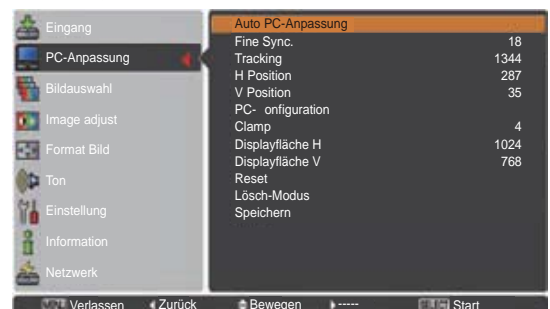 Eingang
PC-Anpassung
Bildauswahl
Image adjust
Format Bild
Ton
Einstellung
Information
Netzwerk
Auto PC-Anpassung
Fine Sync. 18
Tracking 1344
H Position 287
V Position 35
PC- onfiguration
Clamp 4
Displayfläche H 1024
Displayfläche V 768
Reset
Lösch-Modus
Speichern
MENU Verlassen Zurück Bewegen ----- SELECT Start